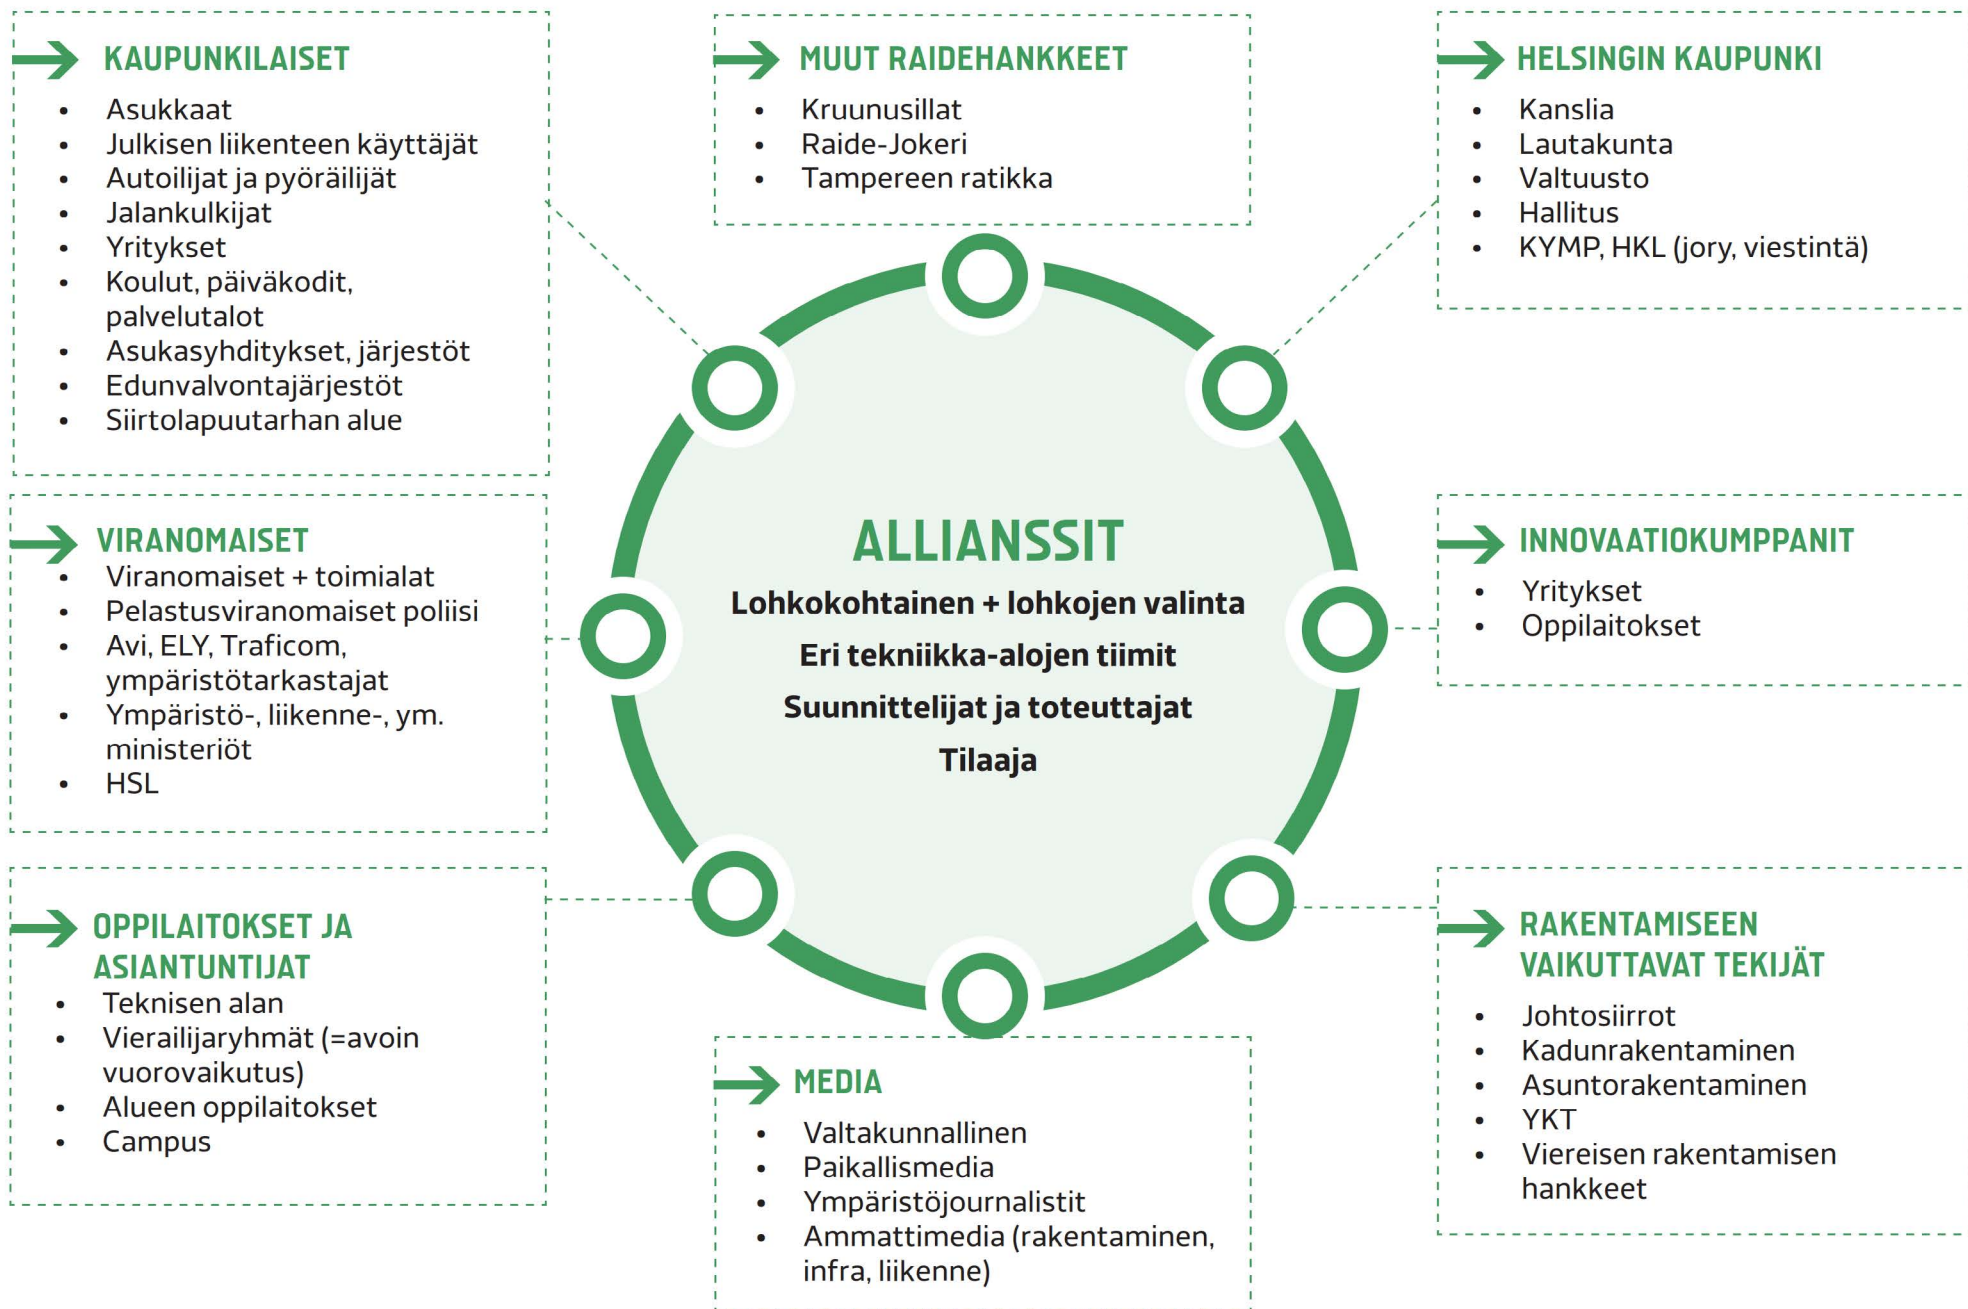 KAUPUNKILAISET
• Asukkaat
• Julkisen liikenteen käyttäjät
• Autoilijat ja pyöräilijät
• Jalankulkijat
• Yritykset
• Koulut, päiväkodit,
palvelutalot
• Asukasyhditykset, järjestöt
• Edunvalvontajärjestöt
• Siirtolapuutarhan alue
MUUT RAIDEHANKKEET
• Kruunusillat
• Raide-Jokeri
• Tampereen ratikka
HELSINGIN KAUPUNKI
• Kanslia
• Lautakunta
• Valtuusto
• Hallitus
• KYMP, HKL (jory, viestintä)
VIRANOMAISET
• Viranomaiset + toimialat
• Pelastusviranomaiset poliisi
• Avi, ELY, Traficom,
ympäristötarkastajat
• Ympäristö-, liikenne-, ym.
ministeriöt
• HSL
ALLIANSSIT
Lohkokohtainen + lohkojen valinta
Eri tekniikka-alojen tiimit
Suunnittelijat ja toteuttajat
Tilaaja
INNOVAATIOKUMPPANIT
• Yritykset
• Oppilaitokset
OPPILAITOKSET JA
ASIANTUNTIJAT
• Teknisen alan
• Vierailijaryhmät (=avoin
vuorovaikutus)
• Alueen oppilaitokset
• Campus
MEDIA
• Valtakunnallinen
• Paikallismedia
• Ympäristöjournalistit
• Ammattimedia (rakentaminen,
infra, liikenne)
RAKENTAMISEEN
VAIKUTTAVAT TEKIJÄT
• Johtosiirrot
• Kadunrakentaminen
• Asuntorakentaminen
• YKT
• Viereisen rakentamisen
hankkeet